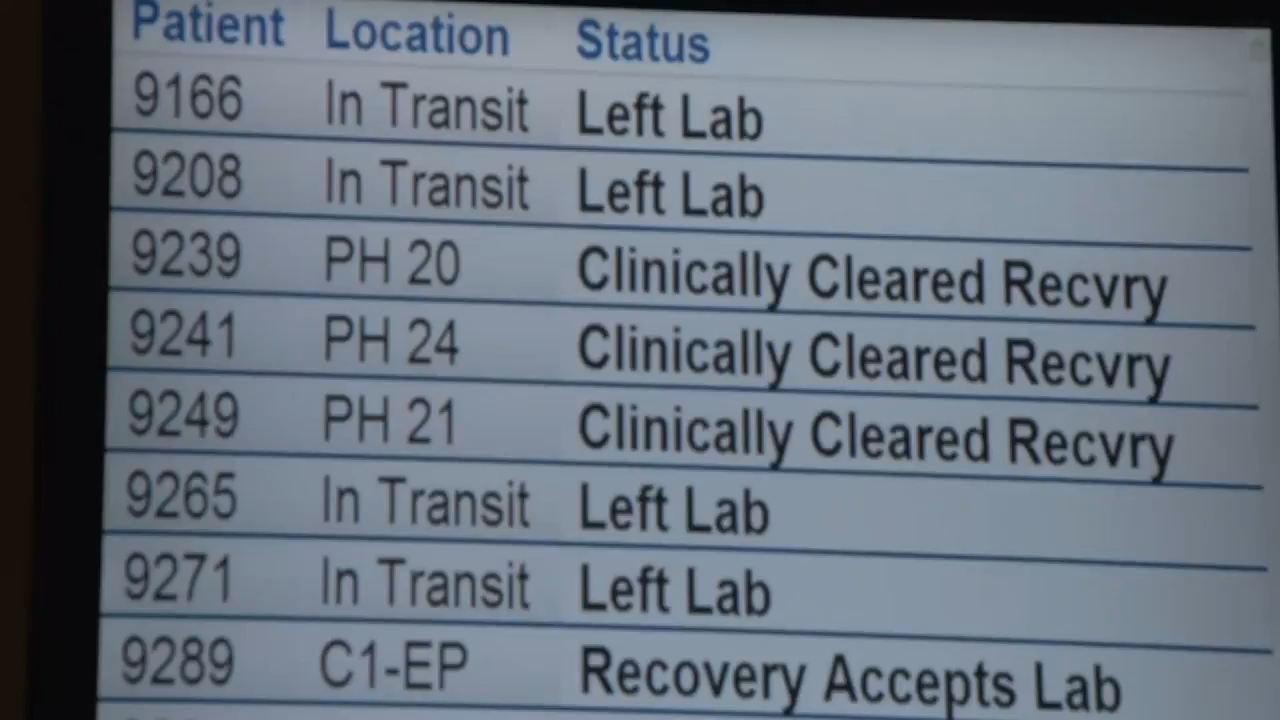 Patient Location Status
9166 In Transit Left Lab
9208 In Transit Left Lab
9239 PH 20 Clinically Cleared Recvry
9241 PH 24 Clinically Cleared Recvry
9249 PH 21 Clinically Cleared Recvry
9265 In Transit Left Lab
9271 In Transit Left Lab
9289 C1-EP Recovery Accepts Lab